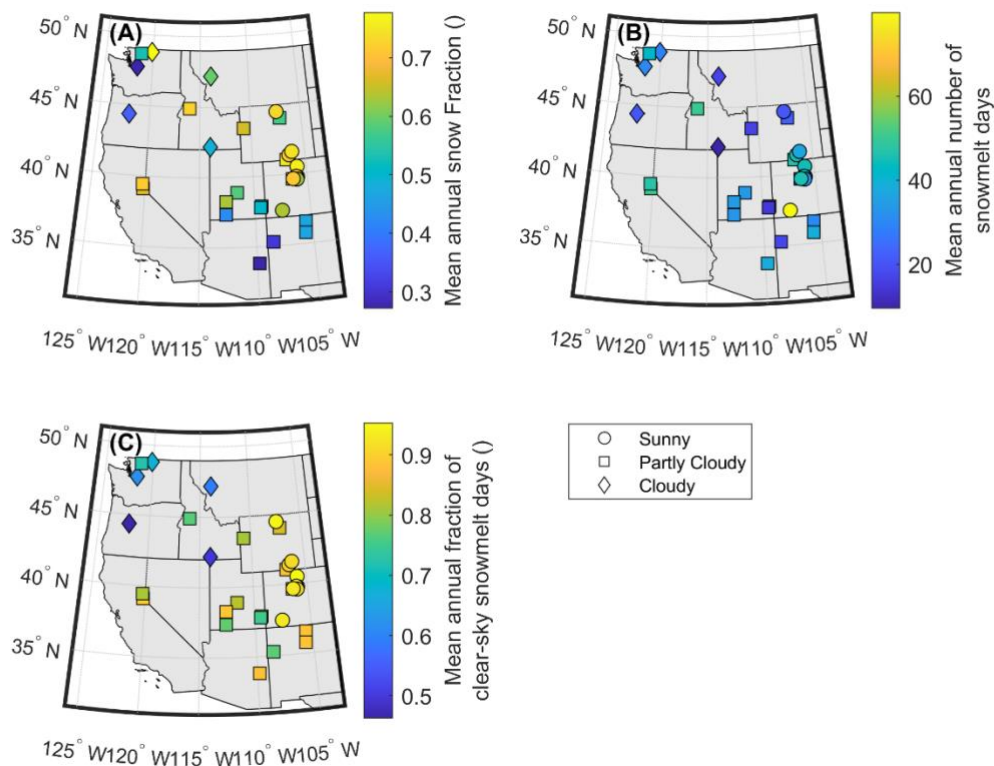 (A)
50° N
45° N
40° N
35° N
125° W120° W115° W110° W105° W
0.7
0.6
0.5
0.4
0.3
Mean annual snow Fraction ()
(B)
50° N
45° N
40° N
35° N
125° W120° W115° W110° W105° W
60
40
20
Mean annual number of
snowmelt days
(C)
50° N
45° N
40° N
35° N
125° W120° W115° W110° W105° W
0.9
0.8
0.7
0.6
0.5
Mean annual fraction of
clear-sky snowmelt days ()
Sunny
Partly Cloudy
Cloudy